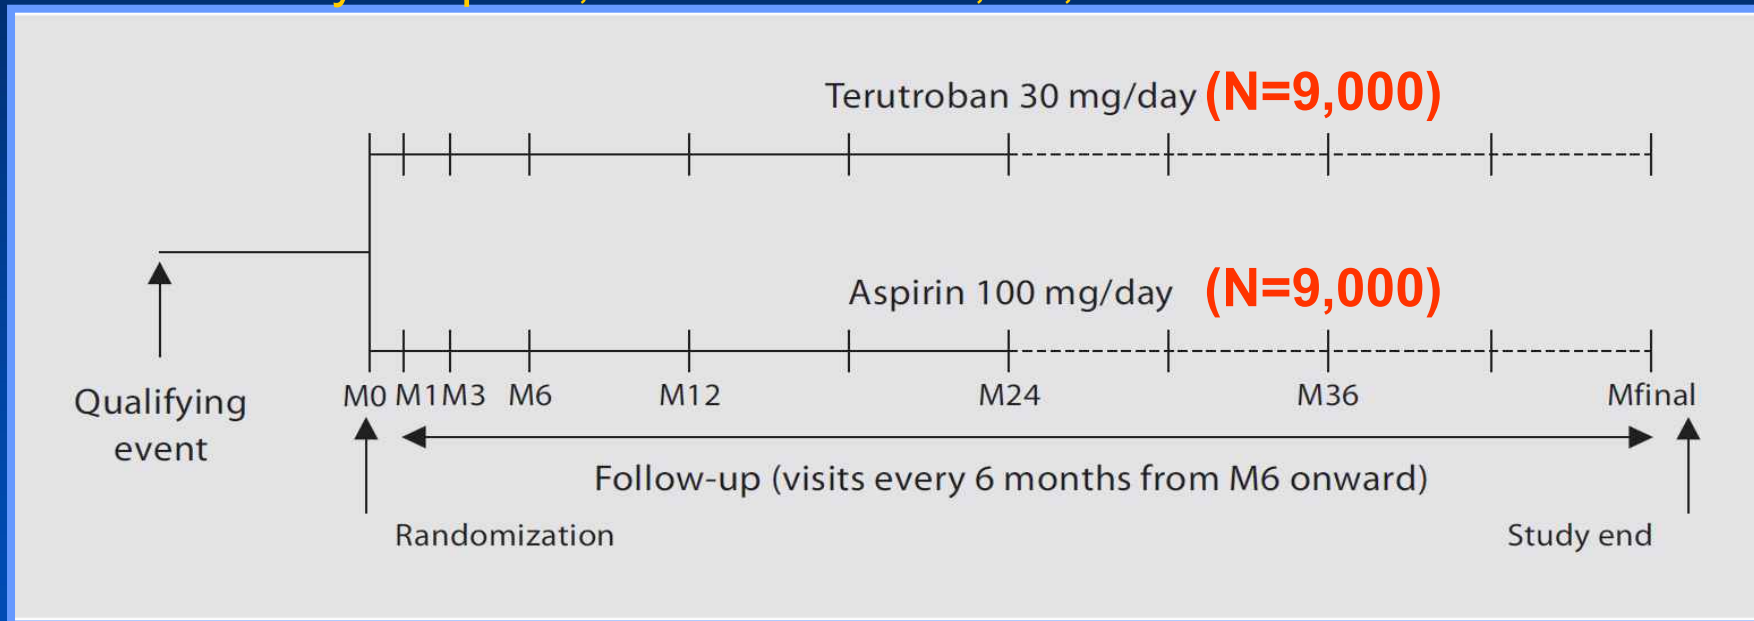 Terutroban 30 mg/day (N=9,000)
Aspirin 100 mg/day (N=9,000)
Qualifying
event
M0 M1 M3 M6 M12 M24 M36 Mfinal
Follow-up (visits every 6 months from M6 onward)
Randomization
Study end